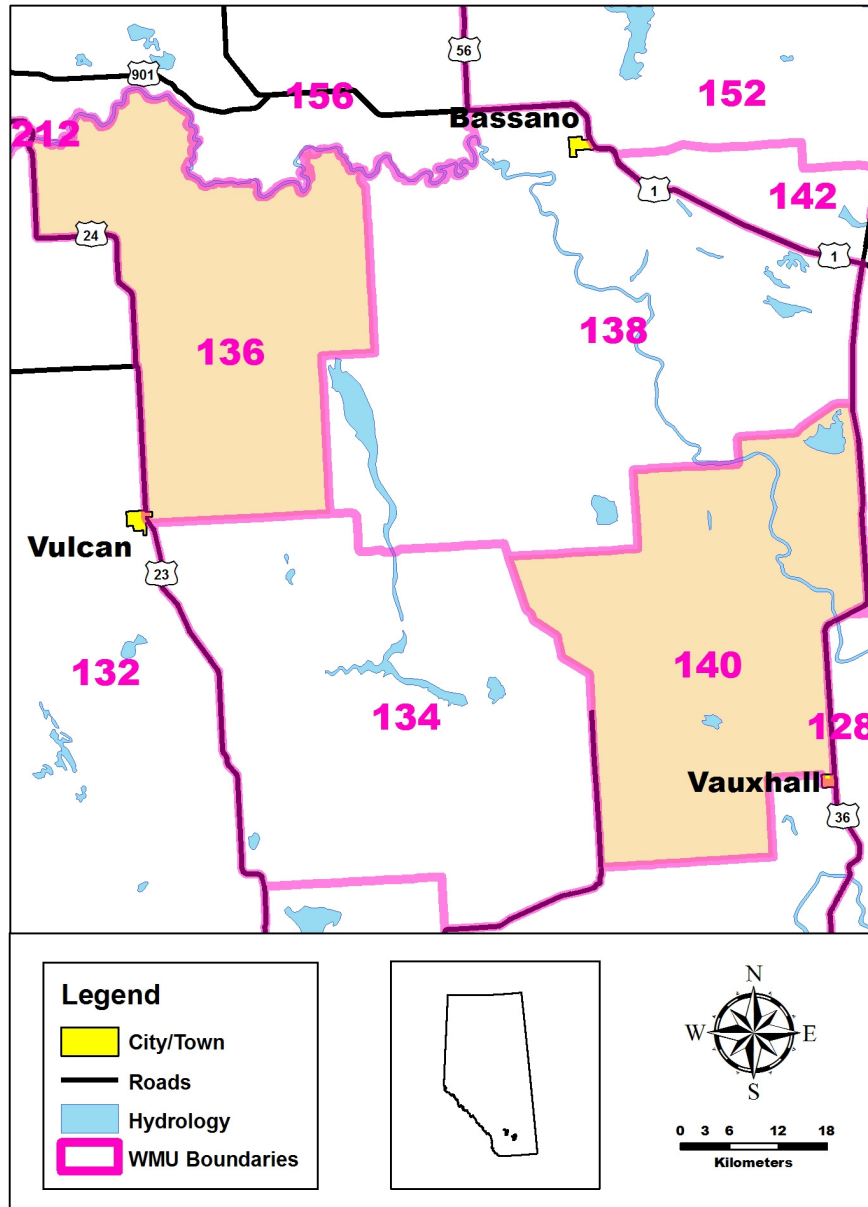 56
901
156
152
212
Bassano
1
142
24
1
138
136
Vulcan
23
132
140
134
128
Vauxhall
36
Legend
City/Town
Roads
Hydrology
WMU Boundaries
N
W E
S
0 3 6 12 18
Kilometers